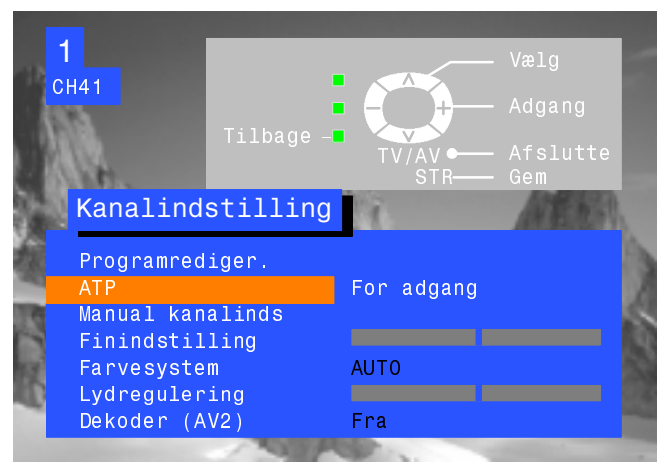 1
CH41
Vælg
Adgang
Tilbage
TV/AV Afslutte
STR Gem
Kanalindstilling
Programrediger.
ATP For adgang
Manual kanalinds
Finindstilling
Farvesystem AUTO
Lydregulering
Dekoder (AV2) Fra